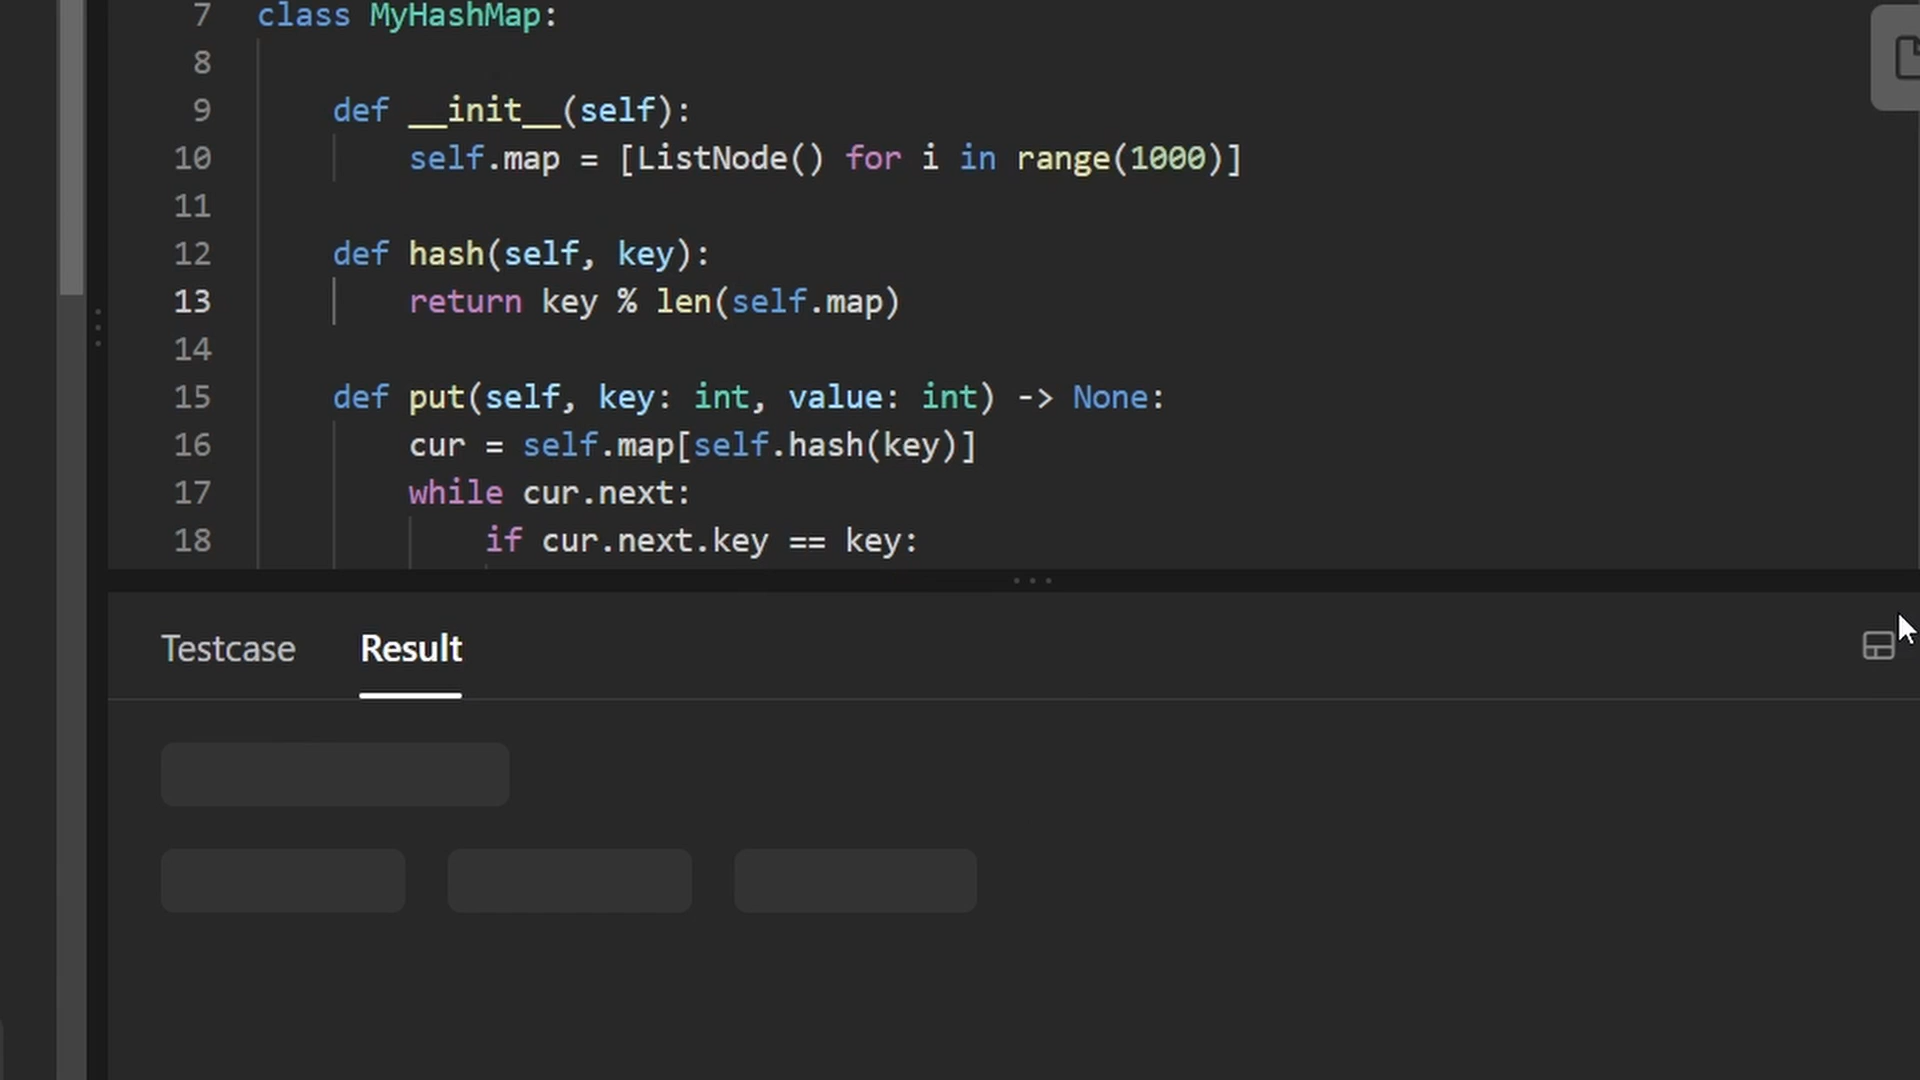 7 class MyHashMap:
8
9 def __init__(self):
10 self.map = [ListNode() for i in range(1000)]
11
12 def hash(self, key):
13 return key % len(self.map)
14
15 def put(self, key: int, value: int) -> None:
16 cur = self.map[self.hash(key)]
17 while cur.next:
18 if cur.next.key == key:
Testcase Result